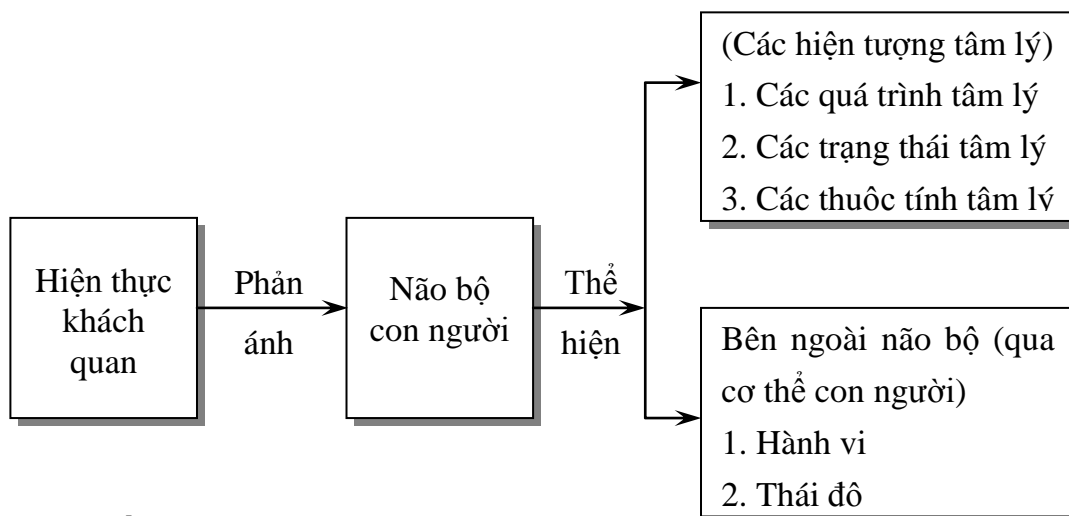 Hiện thực
khách
quan
Phản
ánh
Não bộ
con người
Thể
hiện
(Các hiện tượng tâm lý)
1. Các quá trình tâm lý
2. Các trạng thái tâm lý
3. Các thuôc tính tâm lý
Bên ngoài não bộ (qua
cơ thể con người)
1. Hành vi
2. Thái đô